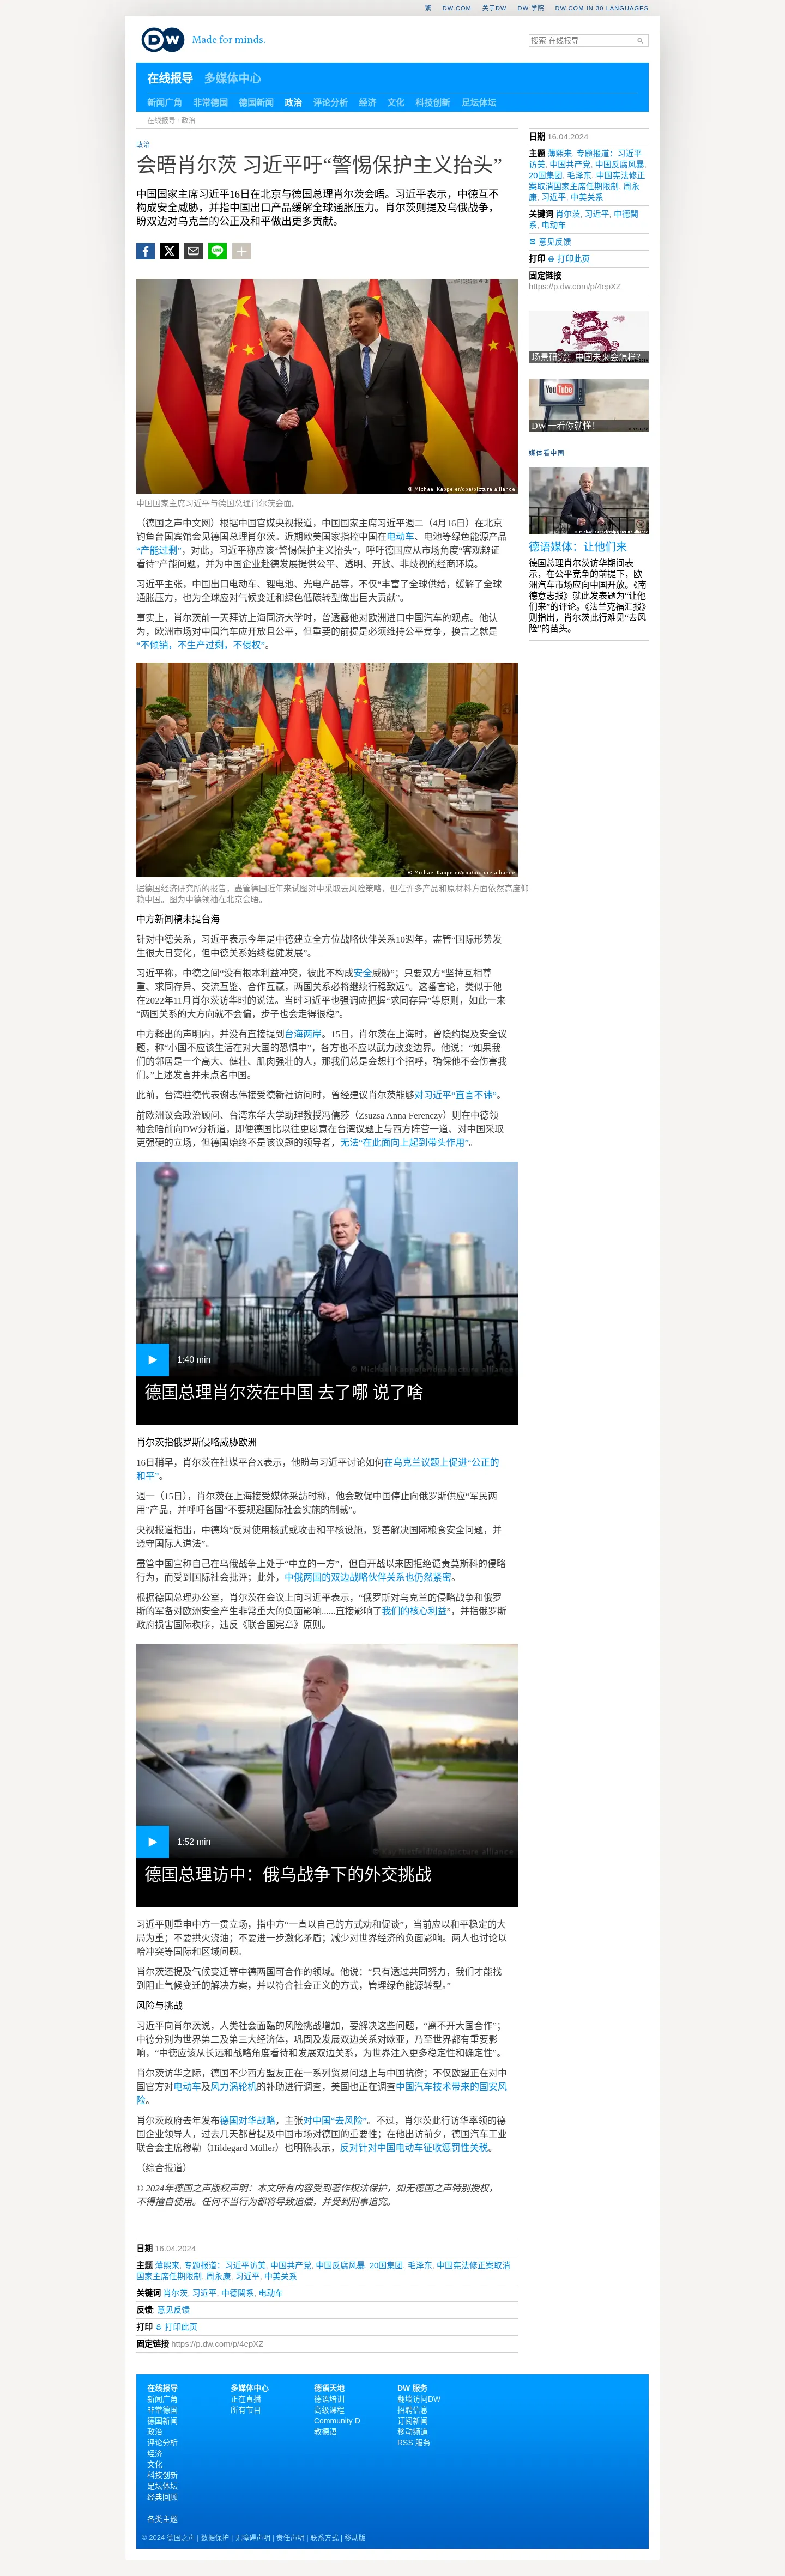 繁 DW.COM 关于DW DW 学院 DW.COM IN 30 LANGUAGES
DW Made for minds.
搜索 在线报导
在线报导 多媒体中心
新闻广角 非常德国 德国新闻 政治 评论分析 经济 文化 科技创新 足坛体坛
在线报导 / 政治
政治
会晤肖尔茨 习近平吁“警惕保护主义抬头”
中国国家主席习近平16日在北京与德国总理肖尔茨会晤。习近平表示，中德互不
构成安全威胁，并指中国出口产品缓解全球通胀压力。肖尔茨则提及乌俄战争，
盼双边对乌克兰的公正及和平做出更多贡献。
© Michael Kappeler/dpa/picture alliance
中国国家主席习近平与德国总理肖尔茨会面。
（德国之声中文网）根据中国官媒央视报道，中国国家主席习近平週二（4月16日）在北京
钓鱼台国宾馆会见德国总理肖尔茨。近期欧美国家指控中国在电动车、电池等绿色能源产品
“产能过剩”，对此，习近平称应该“警惕保护主义抬头”，呼吁德国应从市场角度“客观辩证
看待”产能问题，并为中国企业赴德发展提供公平、透明、开放、非歧视的经商环境。
习近平主张，中国出口电动车、锂电池、光电产品等，不仅“丰富了全球供给，缓解了全球
通胀压力，也为全球应对气候变迁和绿色低碳转型做出巨大贡献”。
事实上，肖尔茨前一天拜访上海同济大学时，曾透露他对欧洲进口中国汽车的观点。他认
为，欧洲市场对中国汽车应开放且公平，但重要的前提是必须维持公平竞争，换言之就是
“不倾销，不生产过剩，不侵权”。
© Michael Kappeler/dpa/picture alliance
据德国经济研究所的报告，盡管德国近年来试图对中采取去风险策略，但在许多产品和原材料方面依然高度仰
赖中国。图为中德领袖在北京会晤。
中方新闻稿未提台海
针对中德关系，习近平表示今年是中德建立全方位战略伙伴关系10週年，盡管“国际形势发
生很大日变化，但中德关系始终稳健发展”。
习近平称，中德之间“没有根本利益冲突，彼此不构成安全威胁”；只要双方“坚持互相尊
重、求同存异、交流互鉴、合作互赢，两国关系必将继续行稳致远”。这番言论，类似于他
在2022年11月肖尔茨访华时的说法。当时习近平也强调应把握“求同存异”等原则，如此一来
“两国关系的大方向就不会偏，步子也会走得很稳”。
中方释出的声明内，并没有直接提到台海两岸。15日，肖尔茨在上海时，曾隐约提及安全议
题，称“小国不应该生活在对大国的恐惧中”，各方也不应以武力改变边界。他说：“如果我
们的邻居是一个高大、健壮、肌肉强壮的人，那我们总是会想打个招呼，确保他不会伤害我
们。”上述发言并未点名中国。
此前，台湾驻德代表谢志伟接受德新社访问时，曾经建议肖尔茨能够对习近平“直言不讳”。
前欧洲议会政治顾问、台湾东华大学助理教授冯儒莎（Zsuzsa Anna Ferenczy）则在中德领
袖会晤前向DW分析道，即便德国比以往更愿意在台湾议题上与西方阵营一道、对中国采取
更强硬的立场，但德国始终不是该议题的领导者，无法“在此面向上起到带头作用”。
© Michael Kappeler/dpa/picture alliance
1:40 min
德国总理肖尔茨在中国 去了哪 说了啥
肖尔茨指俄罗斯侵略威胁欧洲
16日稍早，肖尔茨在社媒平台X表示，他盼与习近平讨论如何在乌克兰议题上促进“公正的
和平”。
週一（15日），肖尔茨在上海接受媒体采訪时称，他会敦促中国停止向俄罗斯供应“军民两
用”产品，并呼吁各国“不要规避国际社会实施的制裁”。
央视报道指出，中德均“反对使用核武或攻击和平核设施，妥善解决国际粮食安全问题，并
遵守国际人道法”。
盡管中国宣称自己在乌俄战争上处于“中立的一方”，但自开战以来因拒绝谴责莫斯科的侵略
行为，而受到国际社会批评；此外，中俄两国的双边战略伙伴关系也仍然紧密。
根据德国总理办公室，肖尔茨在会议上向习近平表示，“俄罗斯对乌克兰的侵略战争和俄罗
斯的军备对欧洲安全产生非常重大的负面影响......直接影响了我们的核心利益”，并指俄罗斯
政府损害国际秩序，违反《联合国宪章》原则。
© Kay Nietfeld/dpa/picture alliance
1:52 min
德国总理访中：俄乌战争下的外交挑战
习近平则重申中方一贯立场，指中方“一直以自己的方式劝和促谈”，当前应以和平稳定的大
局为重；不要拱火浇油；不要进一步激化矛盾；减少对世界经济的负面影响。两人也讨论以
哈冲突等国际和区域问题。
肖尔茨还提及气候变迁等中德两国可合作的领域。他说：“只有透过共同努力，我们才能找
到阻止气候变迁的解决方案，并以符合社会正义的方式，管理绿色能源转型。”
风险与挑战
习近平向肖尔茨说，人类社会面臨的风险挑战增加，要解决这些问题，“离不开大国合作”；
中德分别为世界第二及第三大经济体，巩固及发展双边关系对欧亚，乃至世界都有重要影
响，“中德应该从长远和战略角度看待和发展双边关系，为世界注入更多稳定性和确定性”。
肖尔茨访华之际，德国不少西方盟友正在一系列贸易问题上与中国抗衡；不仅欧盟正在对中
国官方对电动车及风力涡轮机的补助进行调查，美国也正在调查中国汽车技术带来的国安风
险。
肖尔茨政府去年发布德国对华战略，主张对中国“去风险”。不过，肖尔茨此行访华率领的德
国企业领导人，过去几天都曾提及中国市场对德国的重要性；在他出访前夕，德国汽车工业
联合会主席穆勒（Hildegard Müller）也明确表示，反对针对中国电动车征收惩罚性关税。
（综合报道）
© 2024年德国之声版权声明：本文所有内容受到著作权法保护，如无德国之声特别授权，
不得擅自使用。任何不当行为都将导致追偿，并受到刑事追究。
日期 16.04.2024
主题 薄熙来, 专题报道：习近平访美, 中国共产党, 中国反腐风暴, 20国集团, 毛泽东, 中国宪法修正案取消
国家主席任期限制, 周永康, 习近平, 中美关系
关键词 肖尔茨, 习近平, 中德関系, 电动车
反馈: 意见反馈
打印 打印此页
固定链接 https://p.dw.com/p/4epXZ
日期 16.04.2024
主题 薄熙来, 专题报道：习近平
访美, 中国共产党, 中国反腐风暴,
20国集团, 毛泽东, 中国宪法修正
案取消国家主席任期限制, 周永
康, 习近平, 中美关系
关键词 肖尔茨, 习近平, 中德関
系, 电动车
意见反馈
打印 打印此页
固定链接
https://p.dw.com/p/4epXZ
场景研究：中国未来会怎样？
YouTube
DW 一看你就懂！
媒体看中国
© Michael Kappeler/dpa/picture alliance
德语媒体：让他们来
德国总理肖尔茨访华期间表
示，在公平竞争的前提下，欧
洲汽车市场应向中国开放。《南
德意志报》就此发表题为“让他
们来”的评论。《法兰克福汇报》
则指出，肖尔茨此行难见“去风
险”的苗头。
在线报导 多媒体中心 德语天地 DW 服务
新闻广角 正在直播 德语培训 翻墙访问DW
非常德国 所有节目 高级课程 招聘信息
德国新闻 Community D 订阅新闻
政治 教德语 移动频道
评论分析 RSS 服务
经济
文化
科技创新
足坛体坛
经典回顾
各类主题
© 2024 德国之声 | 数据保护 | 无障碍声明 | 责任声明 | 联系方式 | 移动版